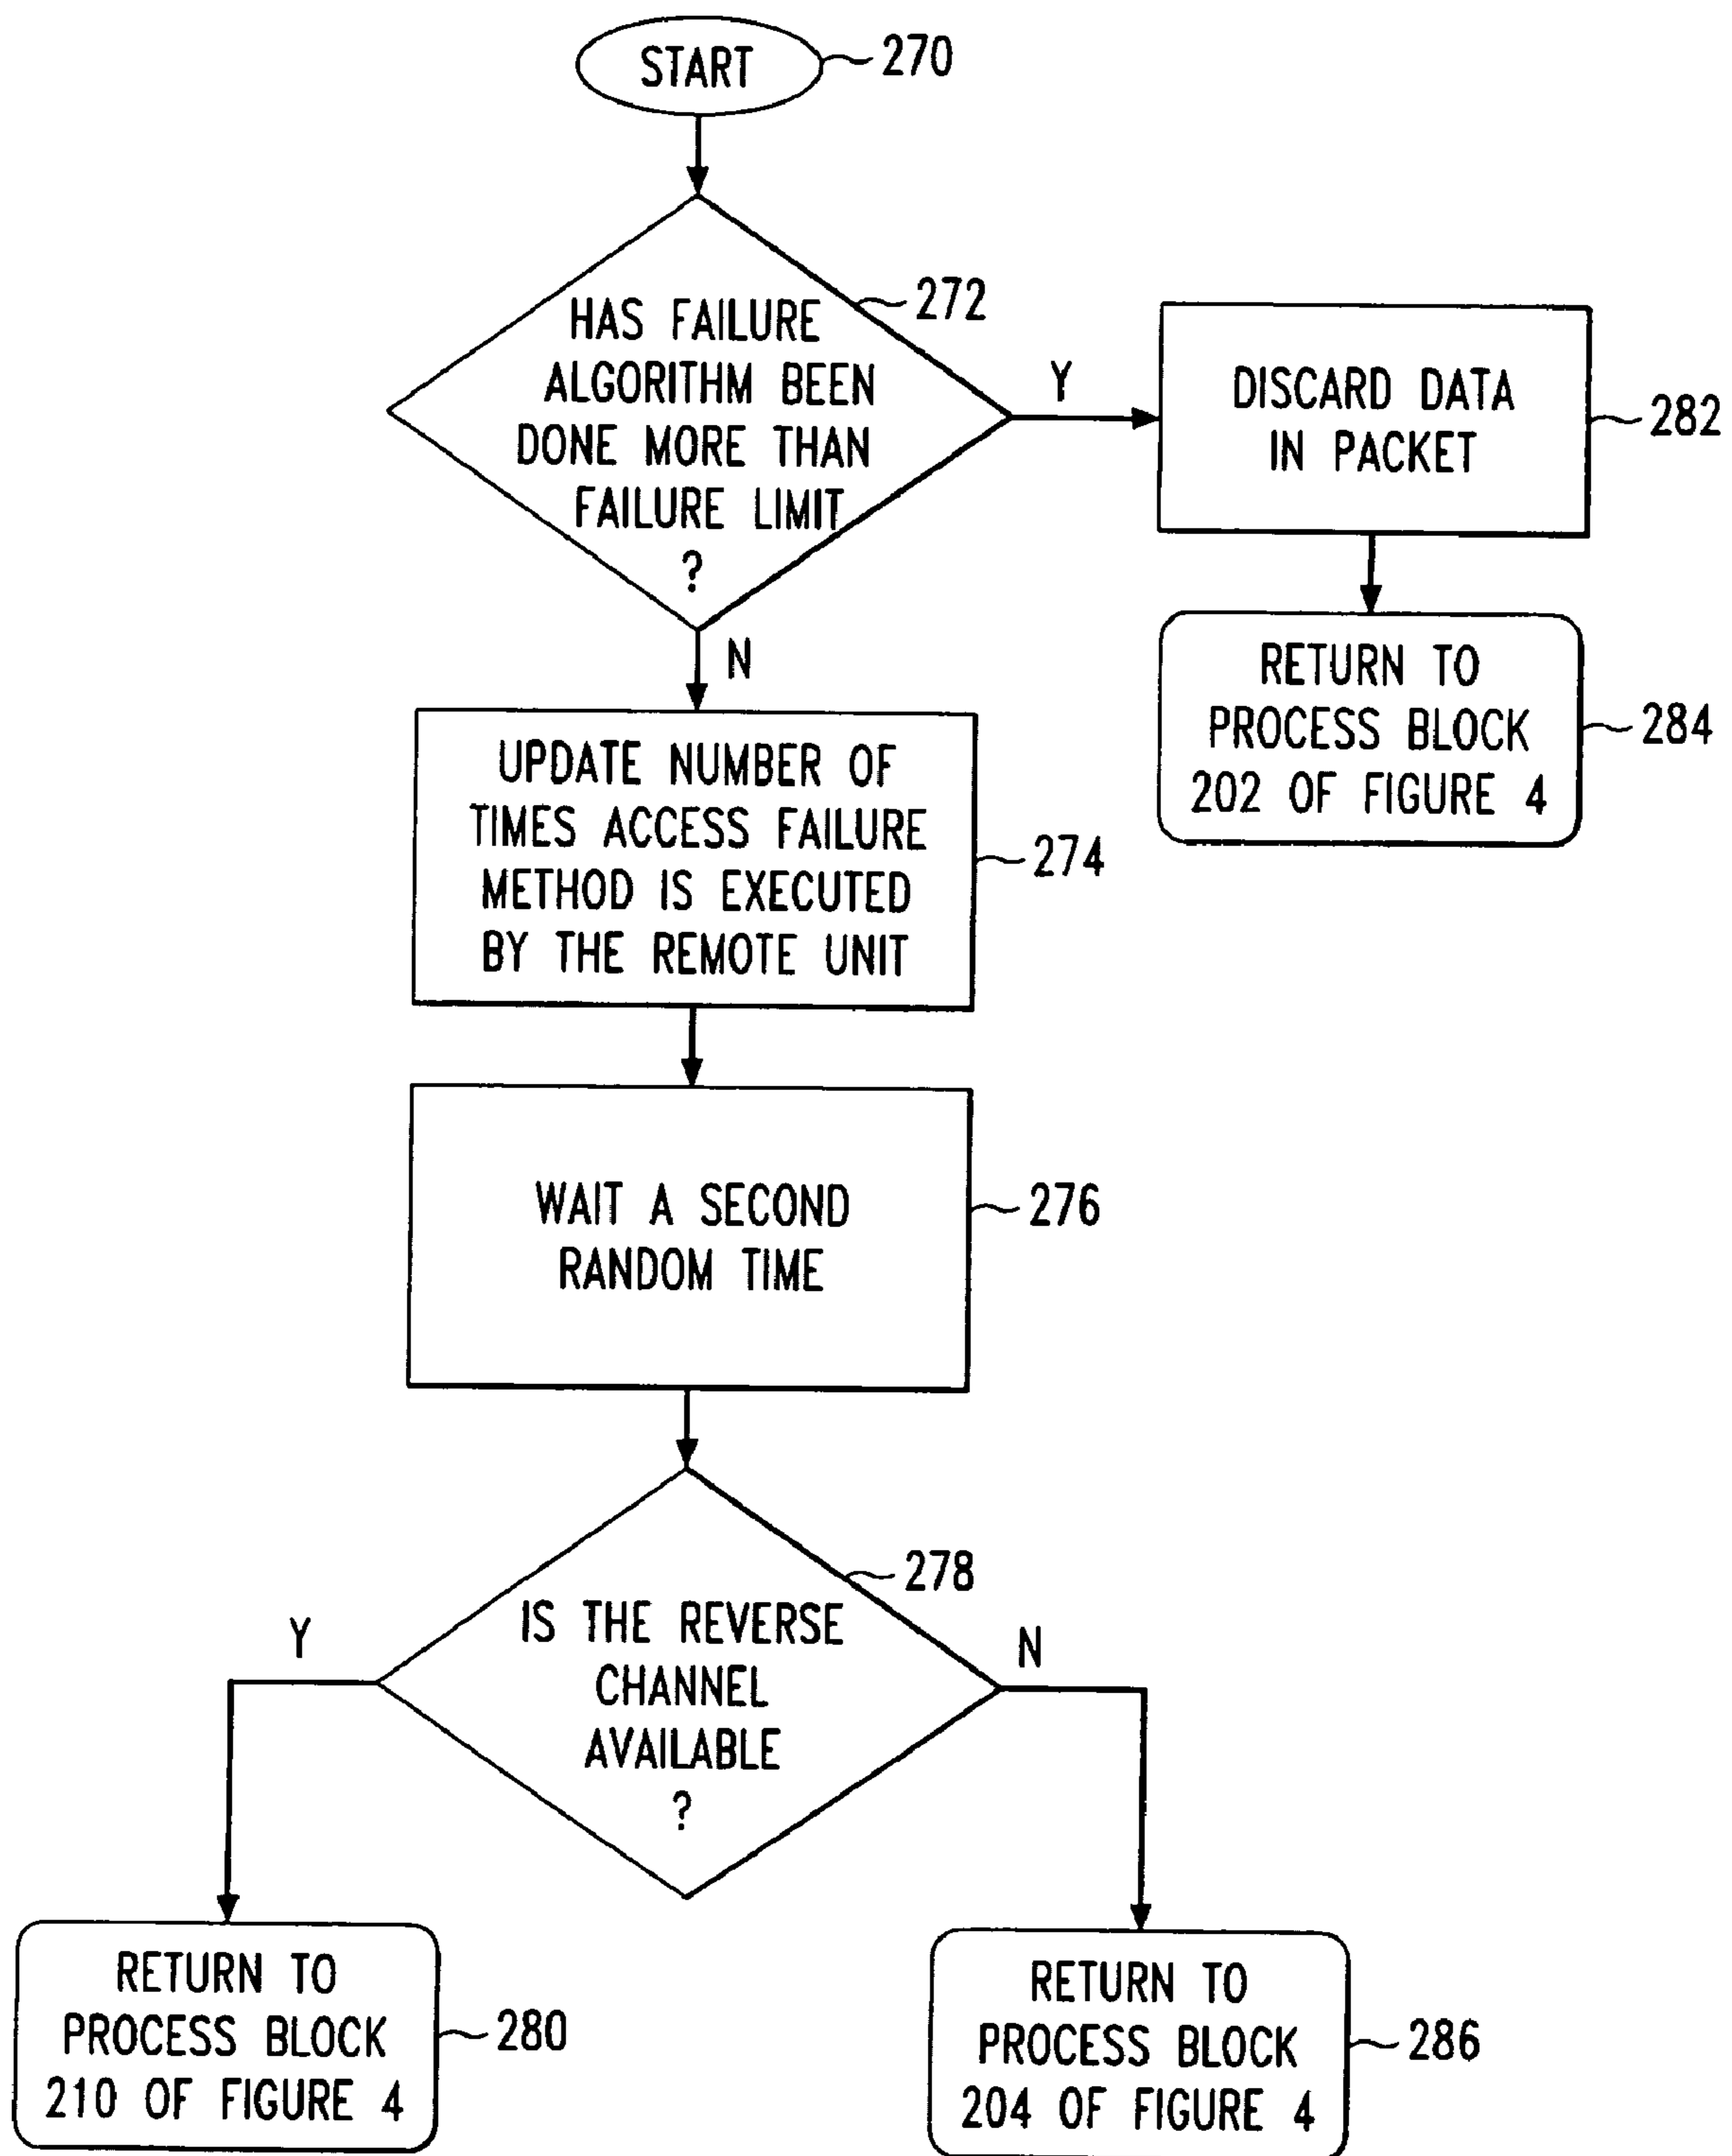 START
270
HAS FAILURE
ALGORITHM BEEN
DONE MORE THAN
FAILURE LIMIT
?
272
Y
DISCARD DATA
IN PACKET
282
RETURN TO
PROCESS BLOCK
202 OF FIGURE 4
284
N
UPDATE NUMBER OF
TIMES ACCESS FAILURE
METHOD IS EXECUTED
BY THE REMOTE UNIT
274
WAIT A SECOND
RANDOM TIME
276
IS THE REVERSE
CHANNEL
AVAILABLE
?
278
Y
RETURN TO
PROCESS BLOCK
210 OF FIGURE 4
280
N
RETURN TO
PROCESS BLOCK
204 OF FIGURE 4
286